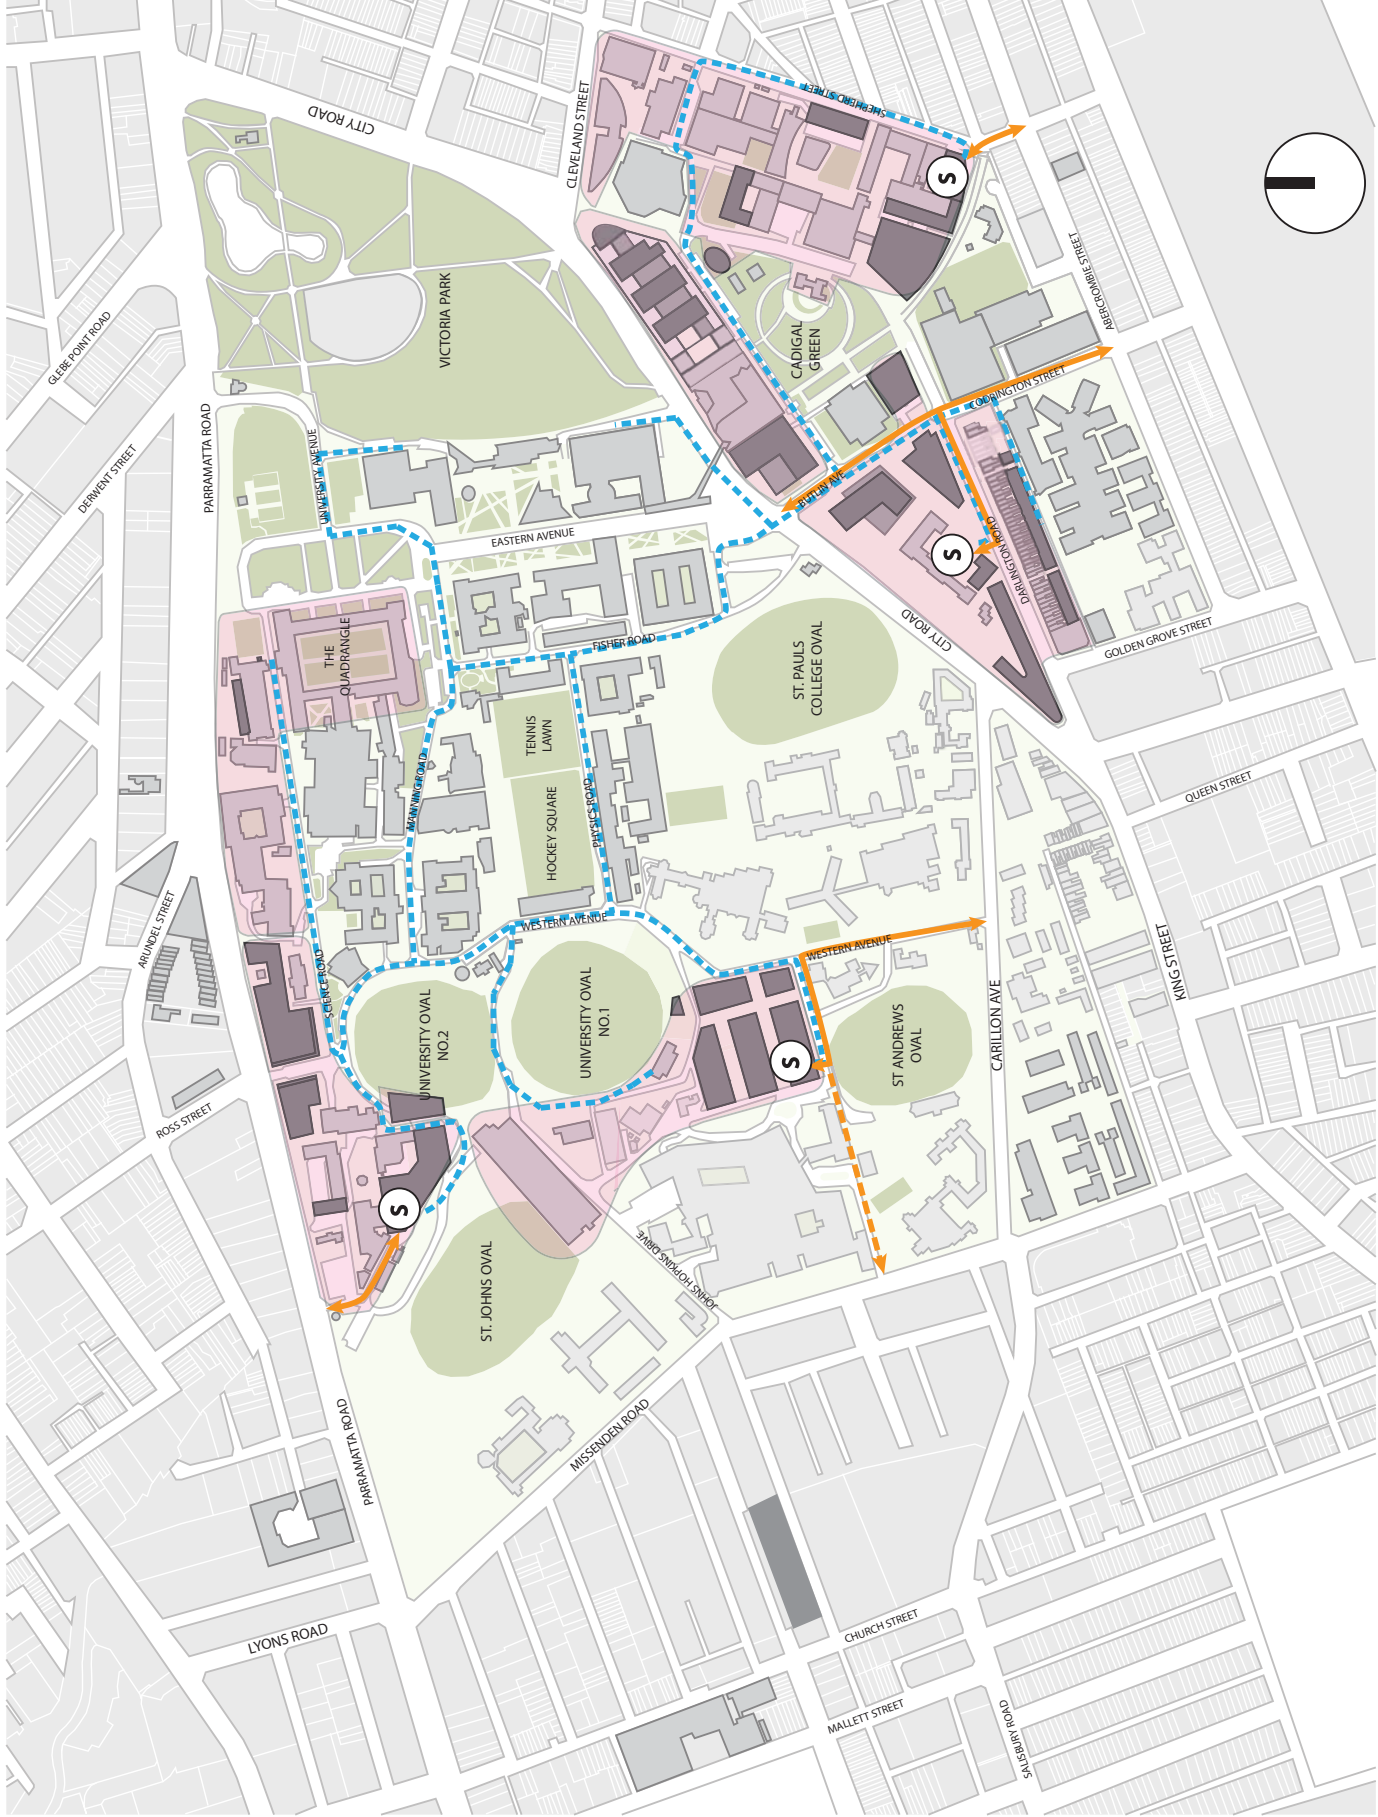 CITY ROAD
CLEVELAND STREET
SHEPHERD STREET
S
GLEBE POINT ROAD
VICTORIA PARK
ABERCROMBIE STREET
CADIGAL
GREEN
CODRINGTON STREET
DERWENT STREET
PARRAMATTA ROAD
UNIVERSITY AVENUE
BUTLIN AVE
EASTERN AVENUE
S
DARLINGTON ROAD
CITY ROAD
GOLDEN GROVE STREET
THE
QUADRANGLE
FISHER ROAD
ST. PAULS
COLLEGE OVAL
TENNIS
LAWN
MANNING ROAD
HOCKEY SQUARE
PHYSICS ROAD
QUEEN STREET
ARUNDEL STREET
SCIENCE ROAD
WESTERN AVENUE
WESTERN AVENUE
KING STREET
UNIVERSITY OVAL
NO.2
UNIVERSITY OVAL
NO.1
S
ST ANDREWS
OVAL
CARILLON AVE
ROSS STREET
S
ST. JOHNS OVAL
JOHNS HOPKINS DRIVE
PARRAMATTA ROAD
MISSENDEN ROAD
LYONS ROAD
CHURCH STREET
MALLETT STREET
SALISBURY ROAD